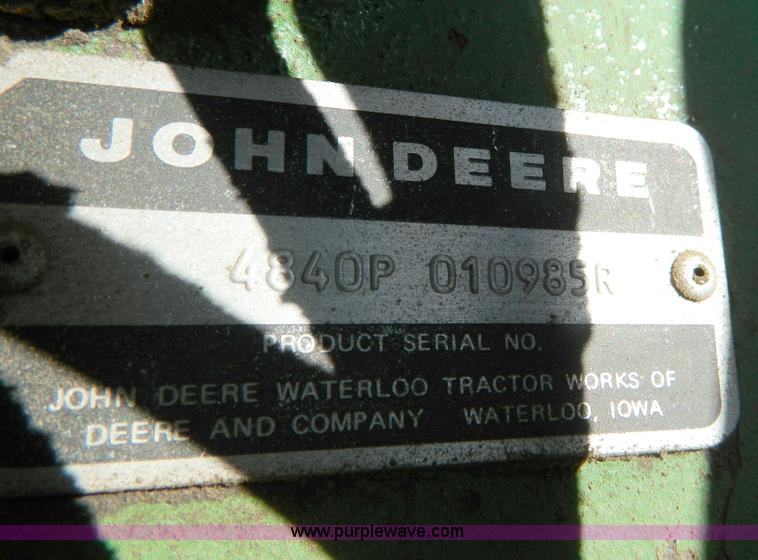 JOHN DEERE
4840P 010985R
PRODUCT SERIAL NO.
JOHN DEERE WATERLOO TRACTOR WORKS OF
DEERE AND COMPANY WATERLOO, IOWA
www.purplewave.com